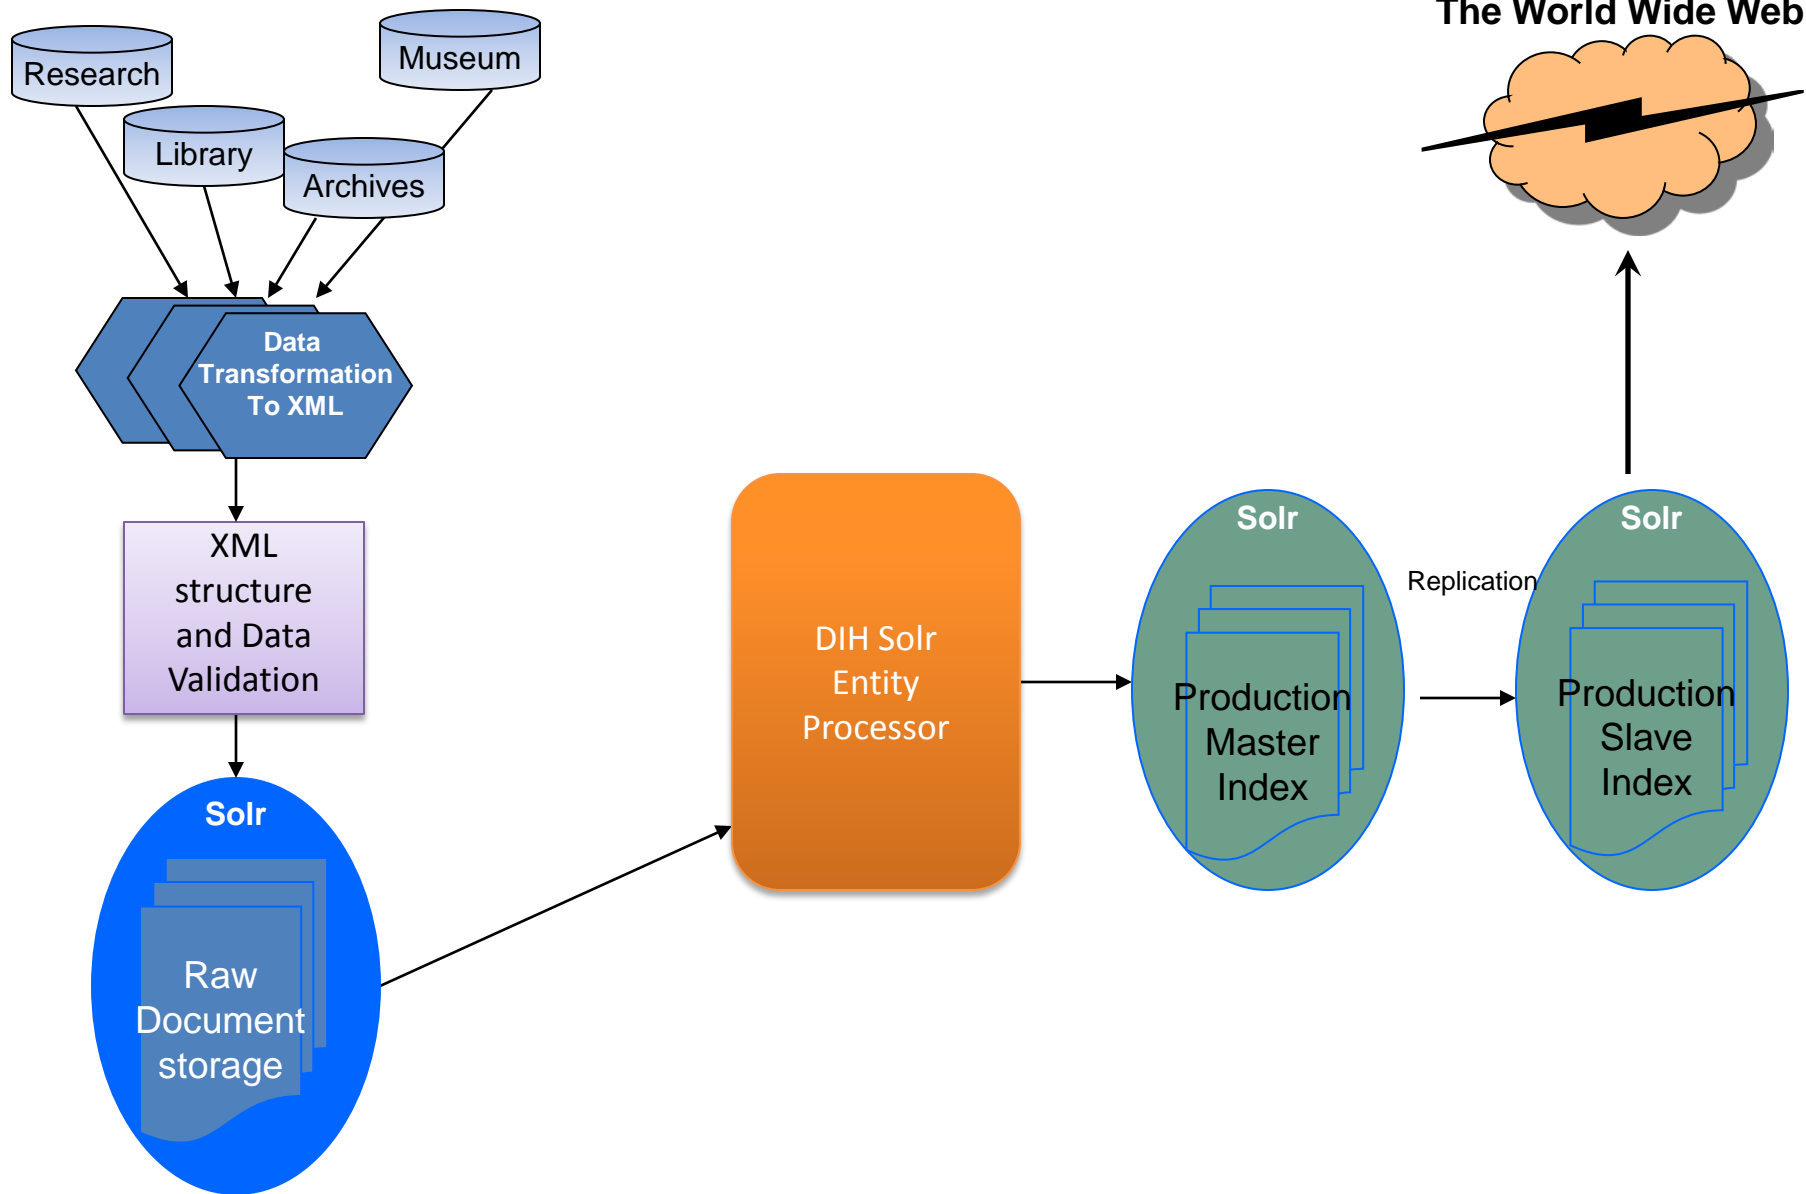 The World Wide Web
Museum
Research
Library
Archives
Data
Transformation
To XML
XML
structure
and Data
Validation
Solr
Raw
Document
storage
DIH Solr
Entity
Processor
Solr
Production
Master
Index
Replication
Solr
Production
Slave
Index